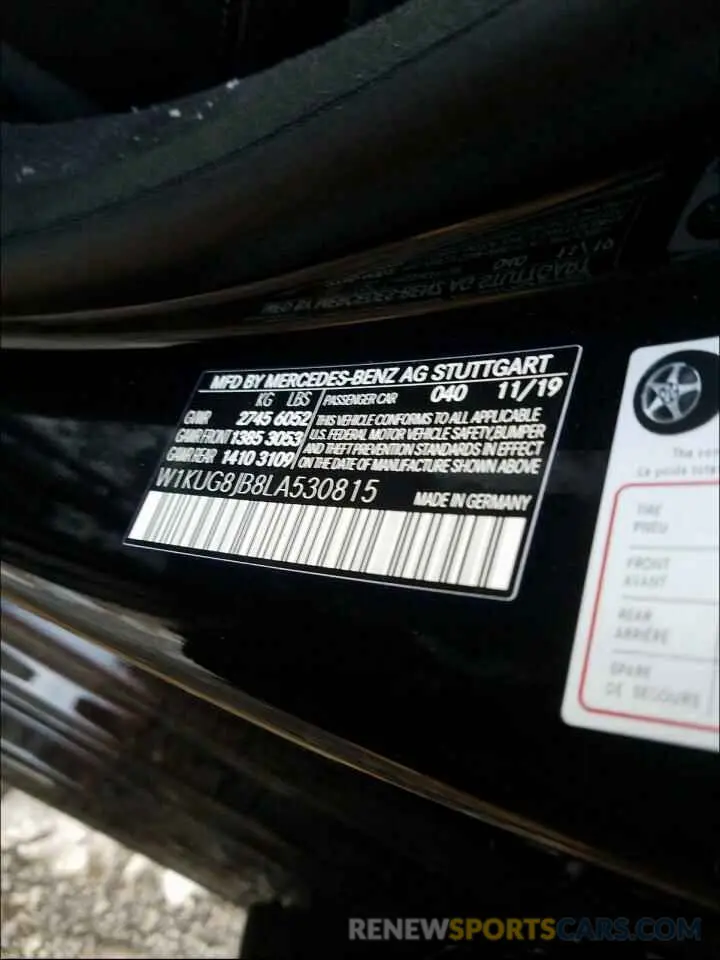 MFD BY MERCEDES-BENZ AG STUTTGART
KG LBS PASSENGER CAR 040 11/19
GVWR 2745 6052 THIS VEHICLE CONFORMS TO ALL APPLICABLE
GAWR FRONT 1385 3053 U.S. FEDERAL MOTOR VEHICLE SAFETY, BUMPER
GAWR REAR 1410 3109 AND THEFT PREVENTION STANDARDS IN EFFECT
ON THE DATE OF MANUFACTURE SHOWN ABOVE
W1KUG8JB8LA530815 MADE IN GERMANY
The
La
TIRE
PNEU
FRONT
AVANT
REAR
ARRIÈRE
SPARE
DE SECOURS
RENEWSPORTSCARS.COM